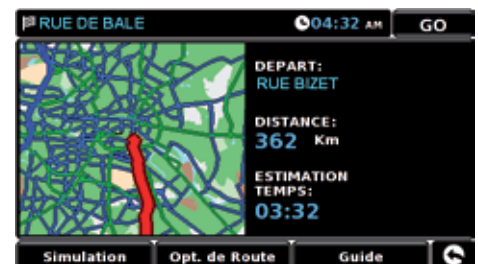 RUE DE BALE 04:32 AM GO
DEPART:
RUE BIZET
DISTANCE:
362 Km
ESTIMATION
TEMPS:
03:32
Simulation Opt. de Route Guide